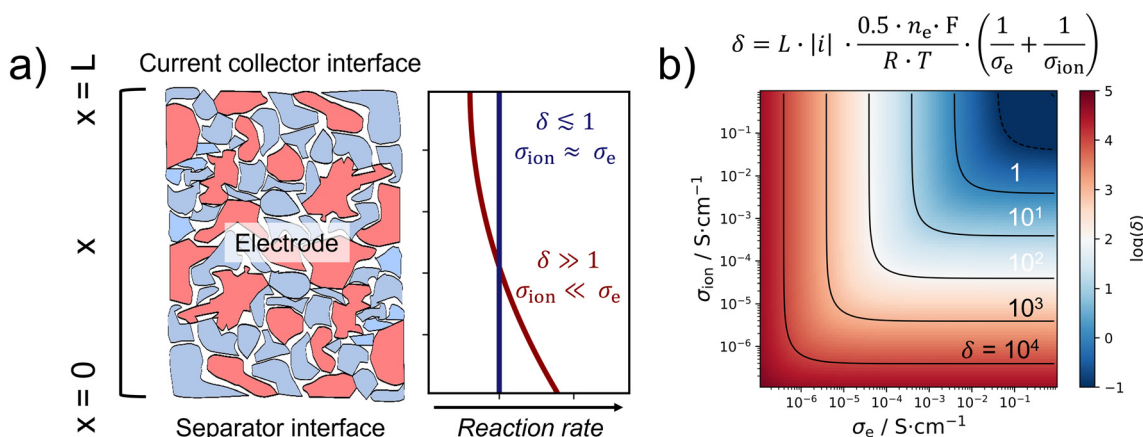 a)
x = L
x
x = 0
Current collector interface
Electrode
Separator interface
δ ≲ 1
σion ≈ σe
δ ≫ 1
σion ≪ σe
Reaction rate
b)
δ = L · |i| · 0.5 · ne · F / R · T · (1/σe + 1/σion)
σion / S·cm⁻¹
10⁻¹
10⁻²
10⁻³
10⁻⁴
10⁻⁵
10⁻⁶
1
10¹
10²
10³
δ = 10⁴
10⁻⁶ 10⁻⁵ 10⁻⁴ 10⁻³ 10⁻² 10⁻¹
σe / S·cm⁻¹
5
4
3
2
1
0
−1
log(δ)